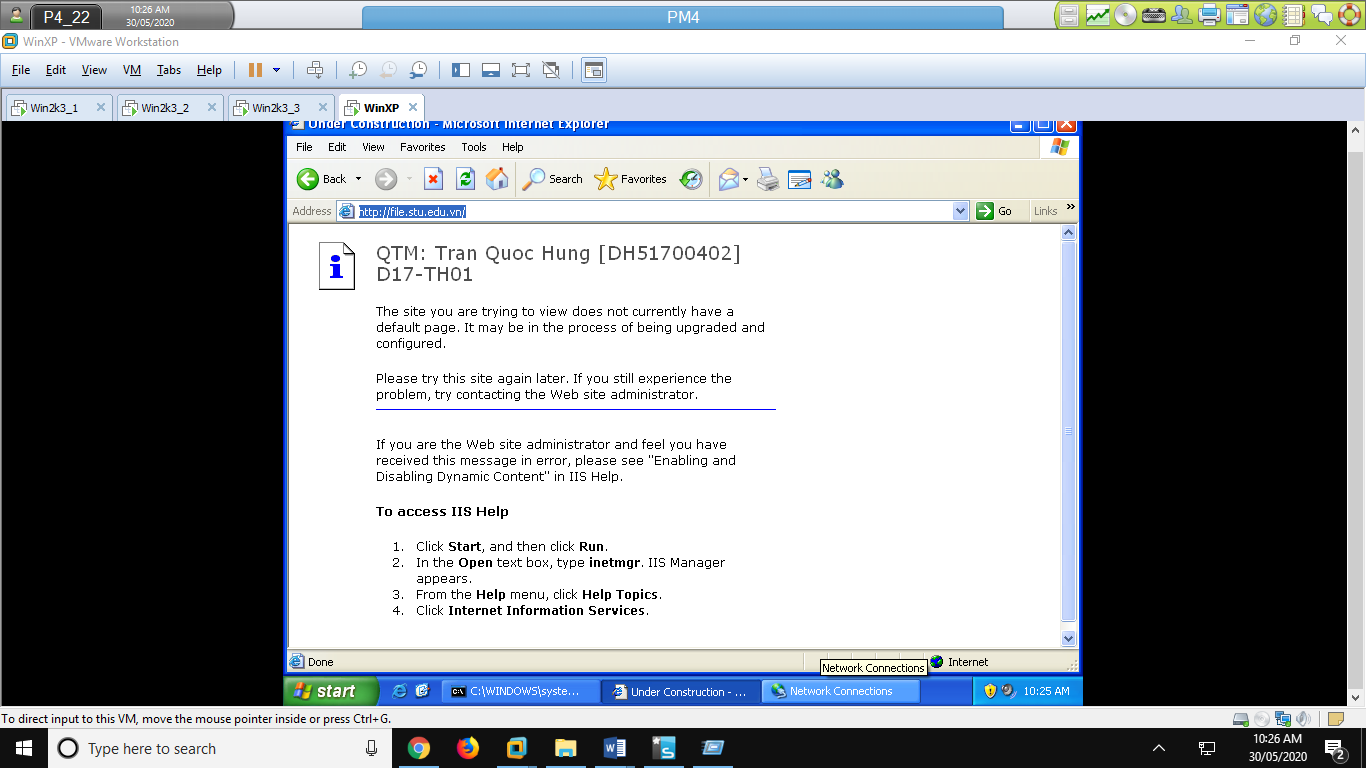 P4_22
10:26 AM
30/05/2020
PM4
WinXP - VMware Workstation
File Edit View VM Tabs Help
Win2k3_1 Win2k3_2 Win2k3_3 WinXP
Under Construction - Microsoft Internet Explorer
File Edit View Favorites Tools Help
Back Search Favorites
Address http://file.stu.edu.vn/ Go Links »
QTM: Tran Quoc Hung [DH51700402]
D17-TH01
The site you are trying to view does not currently have a
default page. It may be in the process of being upgraded and
configured.
Please try this site again later. If you still experience the
problem, try contacting the Web site administrator.
If you are the Web site administrator and feel you have
received this message in error, please see "Enabling and
Disabling Dynamic Content" in IIS Help.
To access IIS Help
1. Click Start, and then click Run.
2. In the Open text box, type inetmgr. IIS Manager
appears.
3. From the Help menu, click Help Topics.
4. Click Internet Information Services.
Done Internet
Network Connections
start C:\WINDOWS\syste... Under Construction - ... Network Connections 10:25 AM
To direct input to this VM, move the mouse pointer inside or press Ctrl+G.
Type here to search
10:26 AM
30/05/2020
2